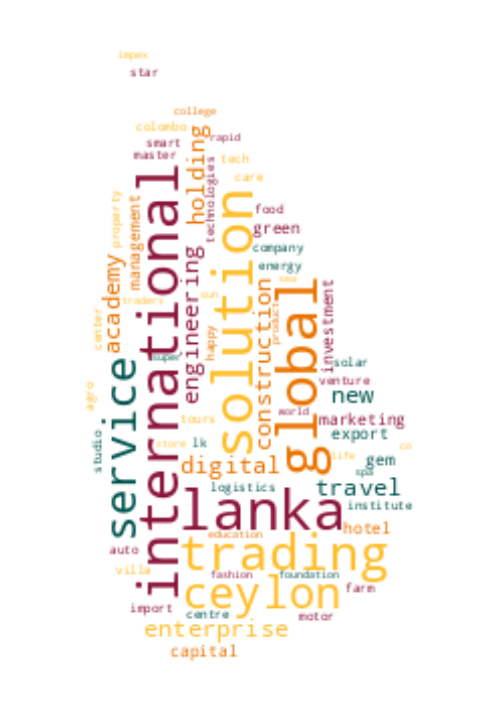 impex
star
college
colombo
rapid
smart
master
tech
care
holding
technologies
international
property
management
solution
food
green
company
energy
academy
engineering
construction
global
investment
sea
sun
traders
center
product
happy
super
service
solar
venture
new
agro
world
tours
marketing
export
studio
store
lk
co
life
gem
spa
digital
logistics
travel
lanka
institute
hotel
education
trading
auto
villa
fashion
foundation
ceylon
farm
import
centre
motor
enterprise
capital